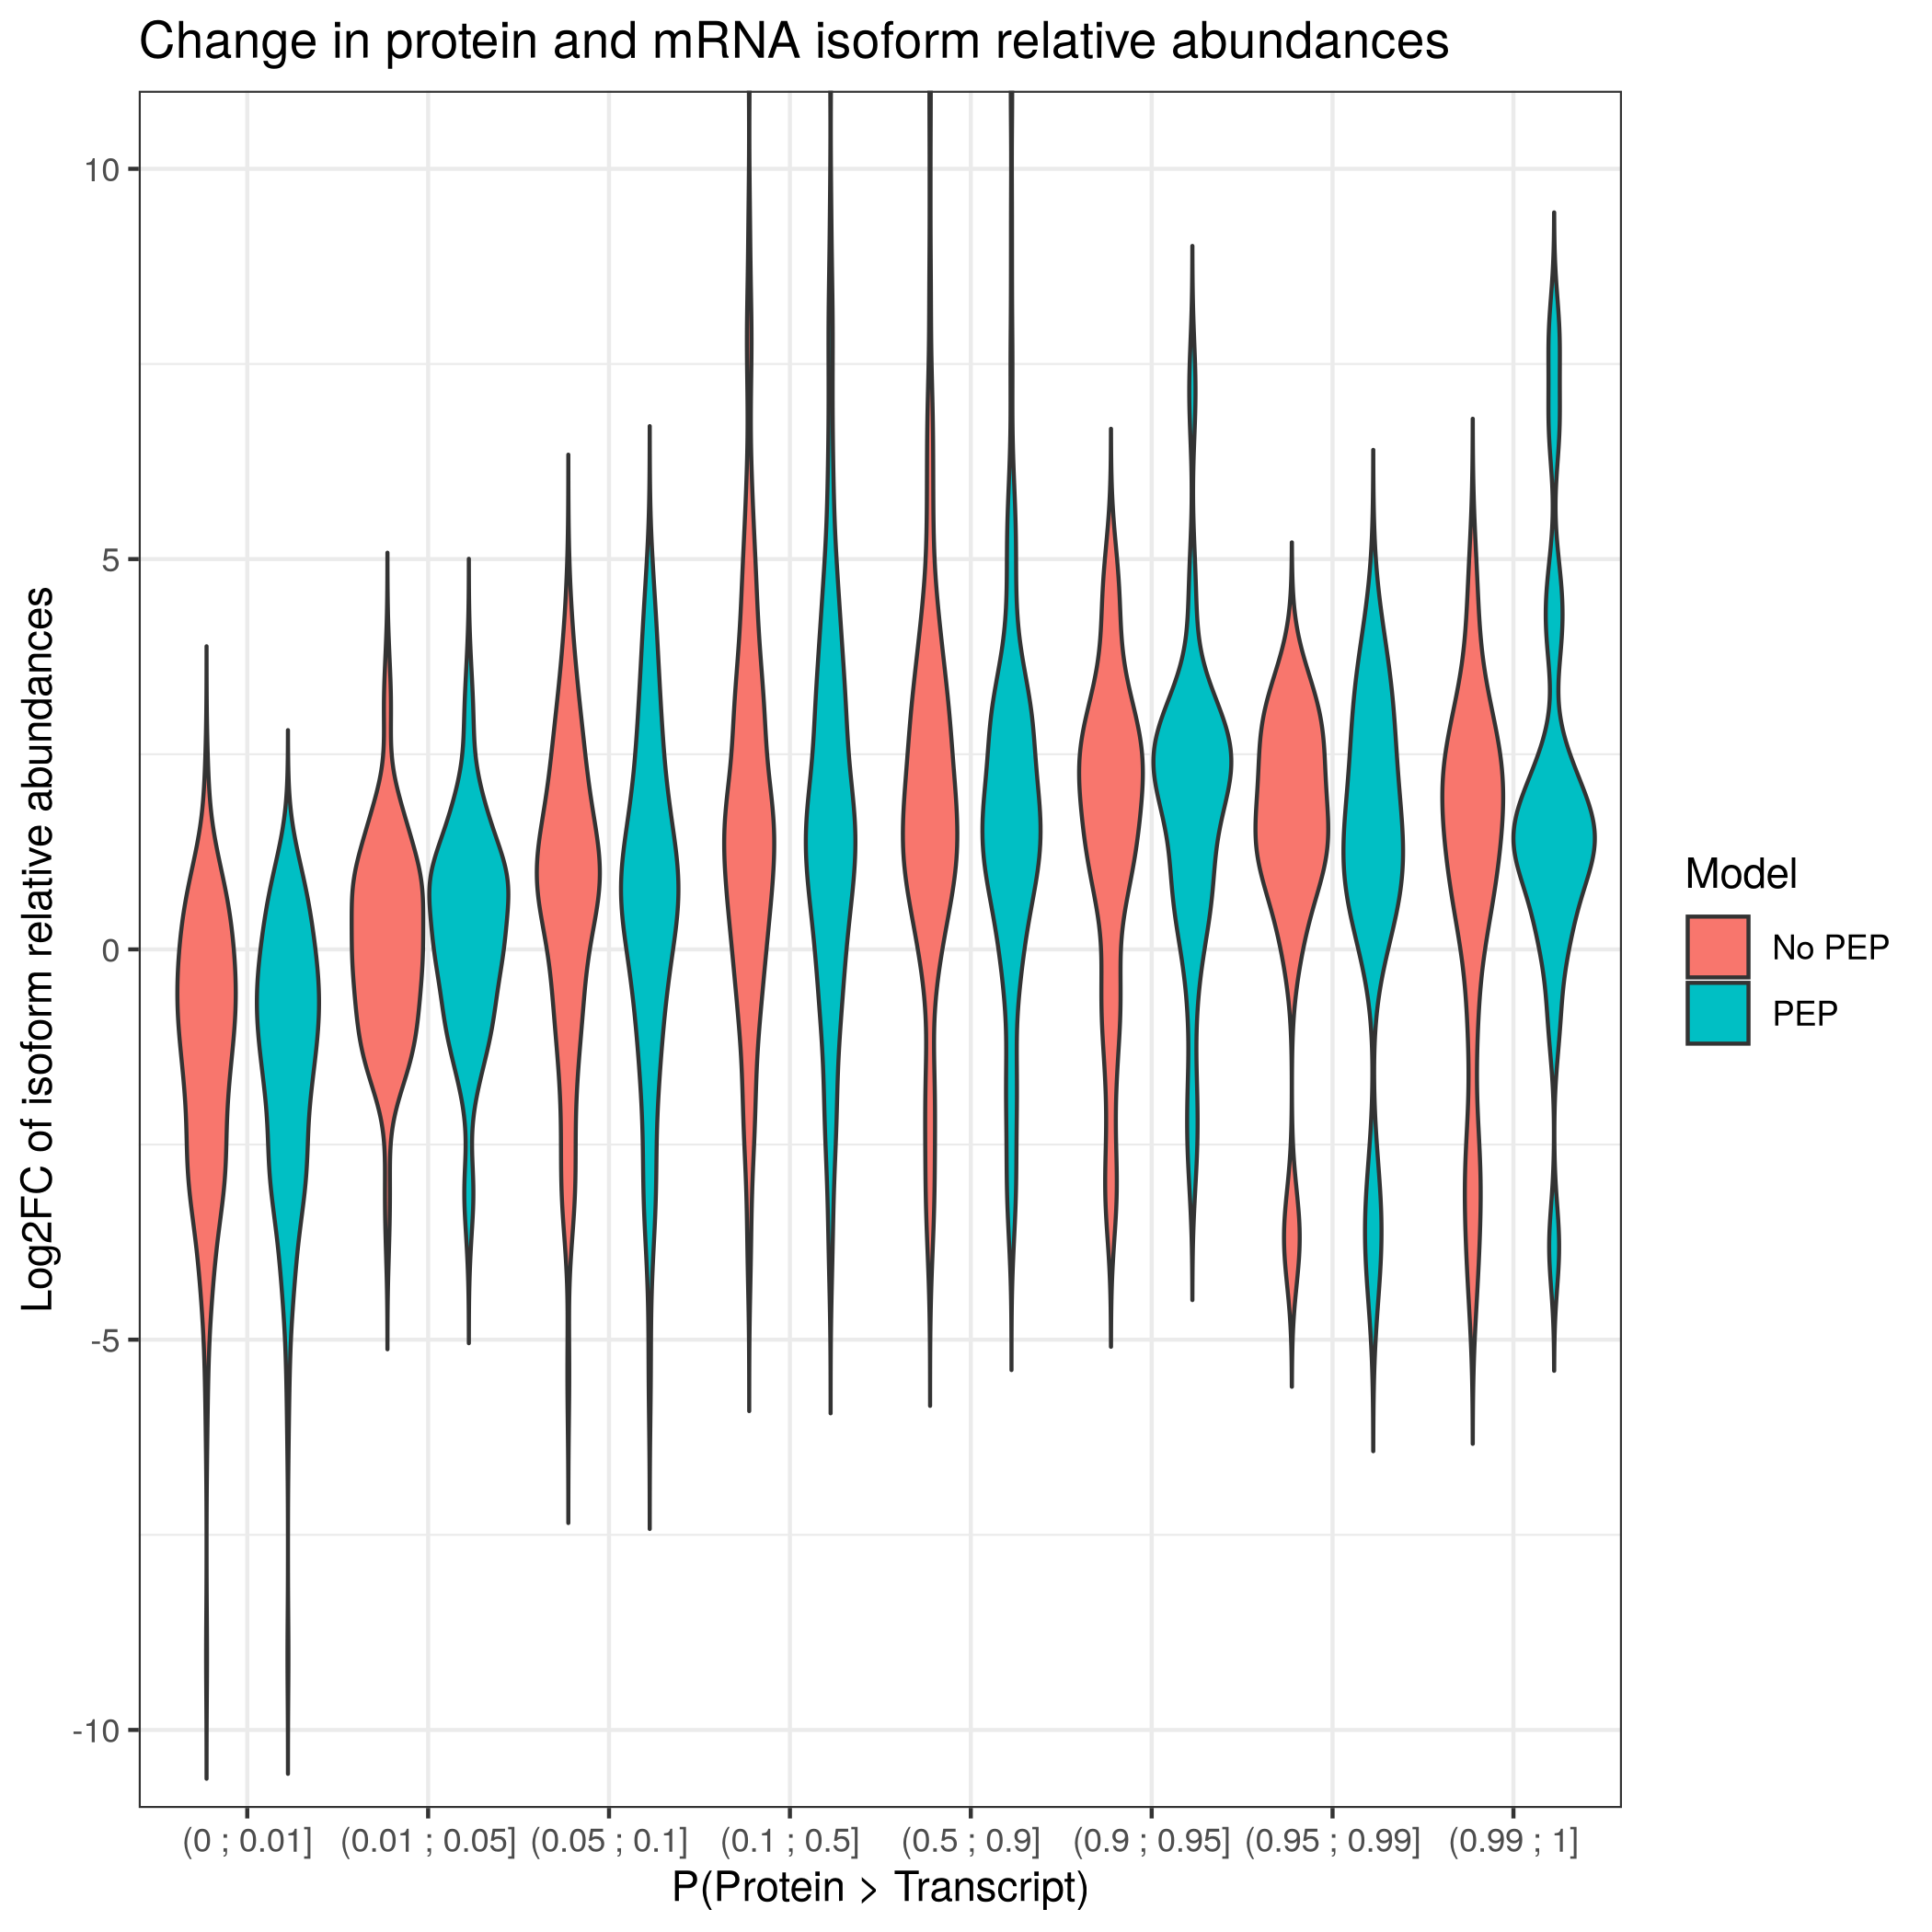 Change in protein and mRNA isoform relative abundances
Log2FC of isoform relative abundances
10
5
0
-5
-10
(0 ; 0.01]
(0.01 ; 0.05]
(0.05 ; 0.1]
(0.1 ; 0.5]
(0.5 ; 0.9]
(0.9 ; 0.95]
(0.95 ; 0.99]
(0.99 ; 1]
P(Protein > Transcript)
Model
No PEP
PEP